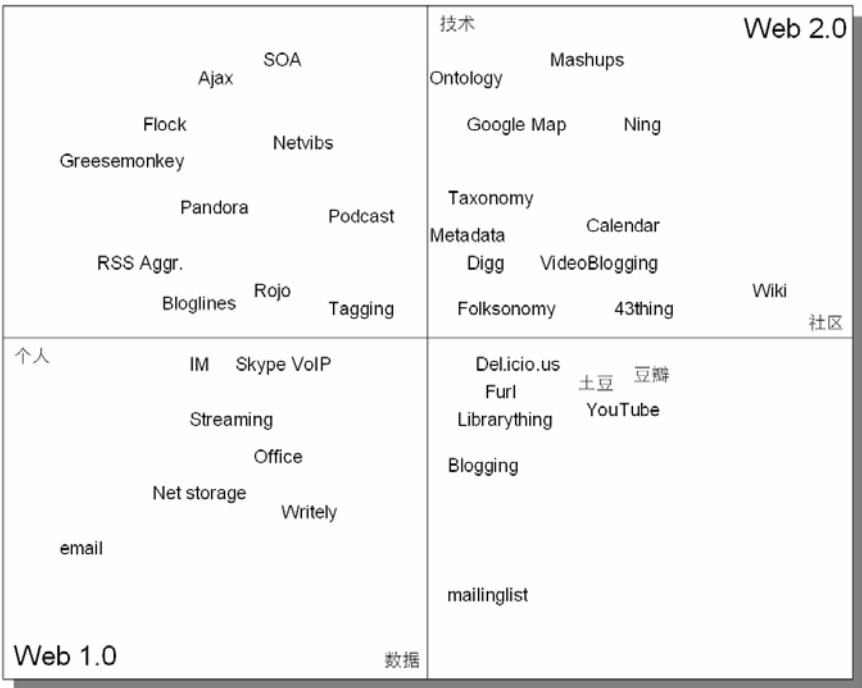 技术
Web 2.0
SOA
Mashups
Ajax
Ontology
Flock
Google Map
Ning
Netvibs
Greesemonkey
Pandora
Taxonomy
Podcast
Calendar
Metadata
RSS Aggr.
Digg
VideoBlogging
Rojo
Wiki
Bloglines
Tagging
Folksonomy
43thing
社区
个人
IM
Skype VoIP
Del.icio.us
土豆
豆瓣
Furl
YouTube
Streaming
Librarything
Office
Blogging
Net storage
Writely
email
mailinglist
Web 1.0
数据